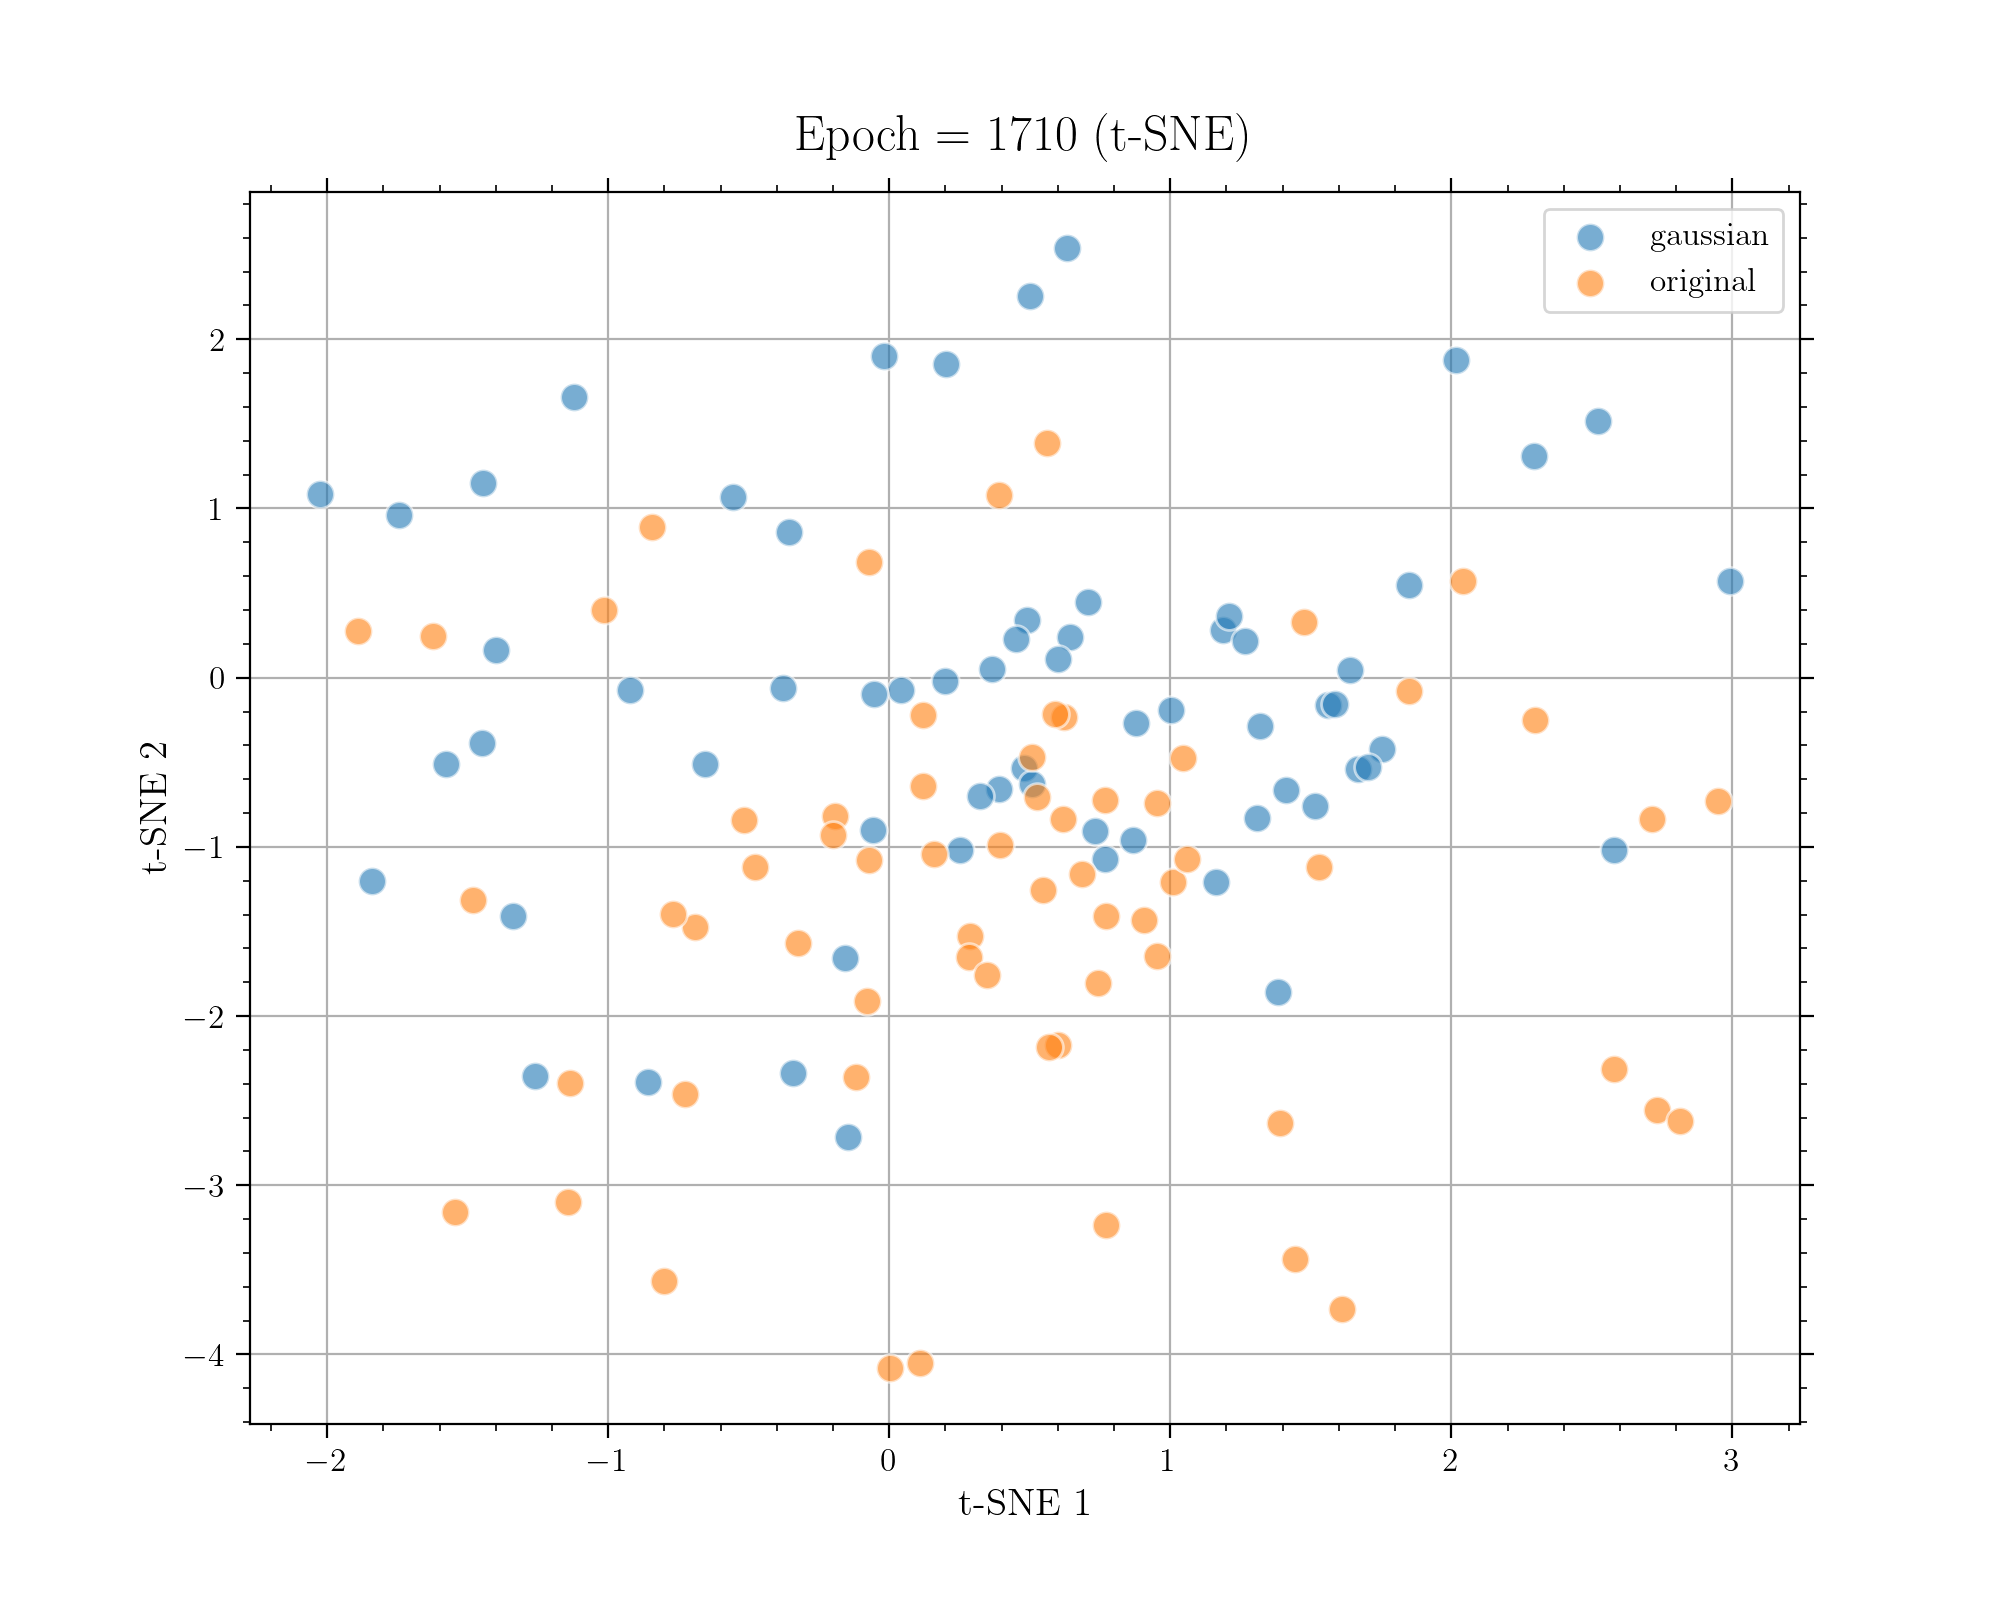 Epoch = 1710 (t-SNE)
gaussian
original
2
1
0
−1
−2
−3
−4
t-SNE 2
−2 −1 0 1 2 3
t-SNE 1